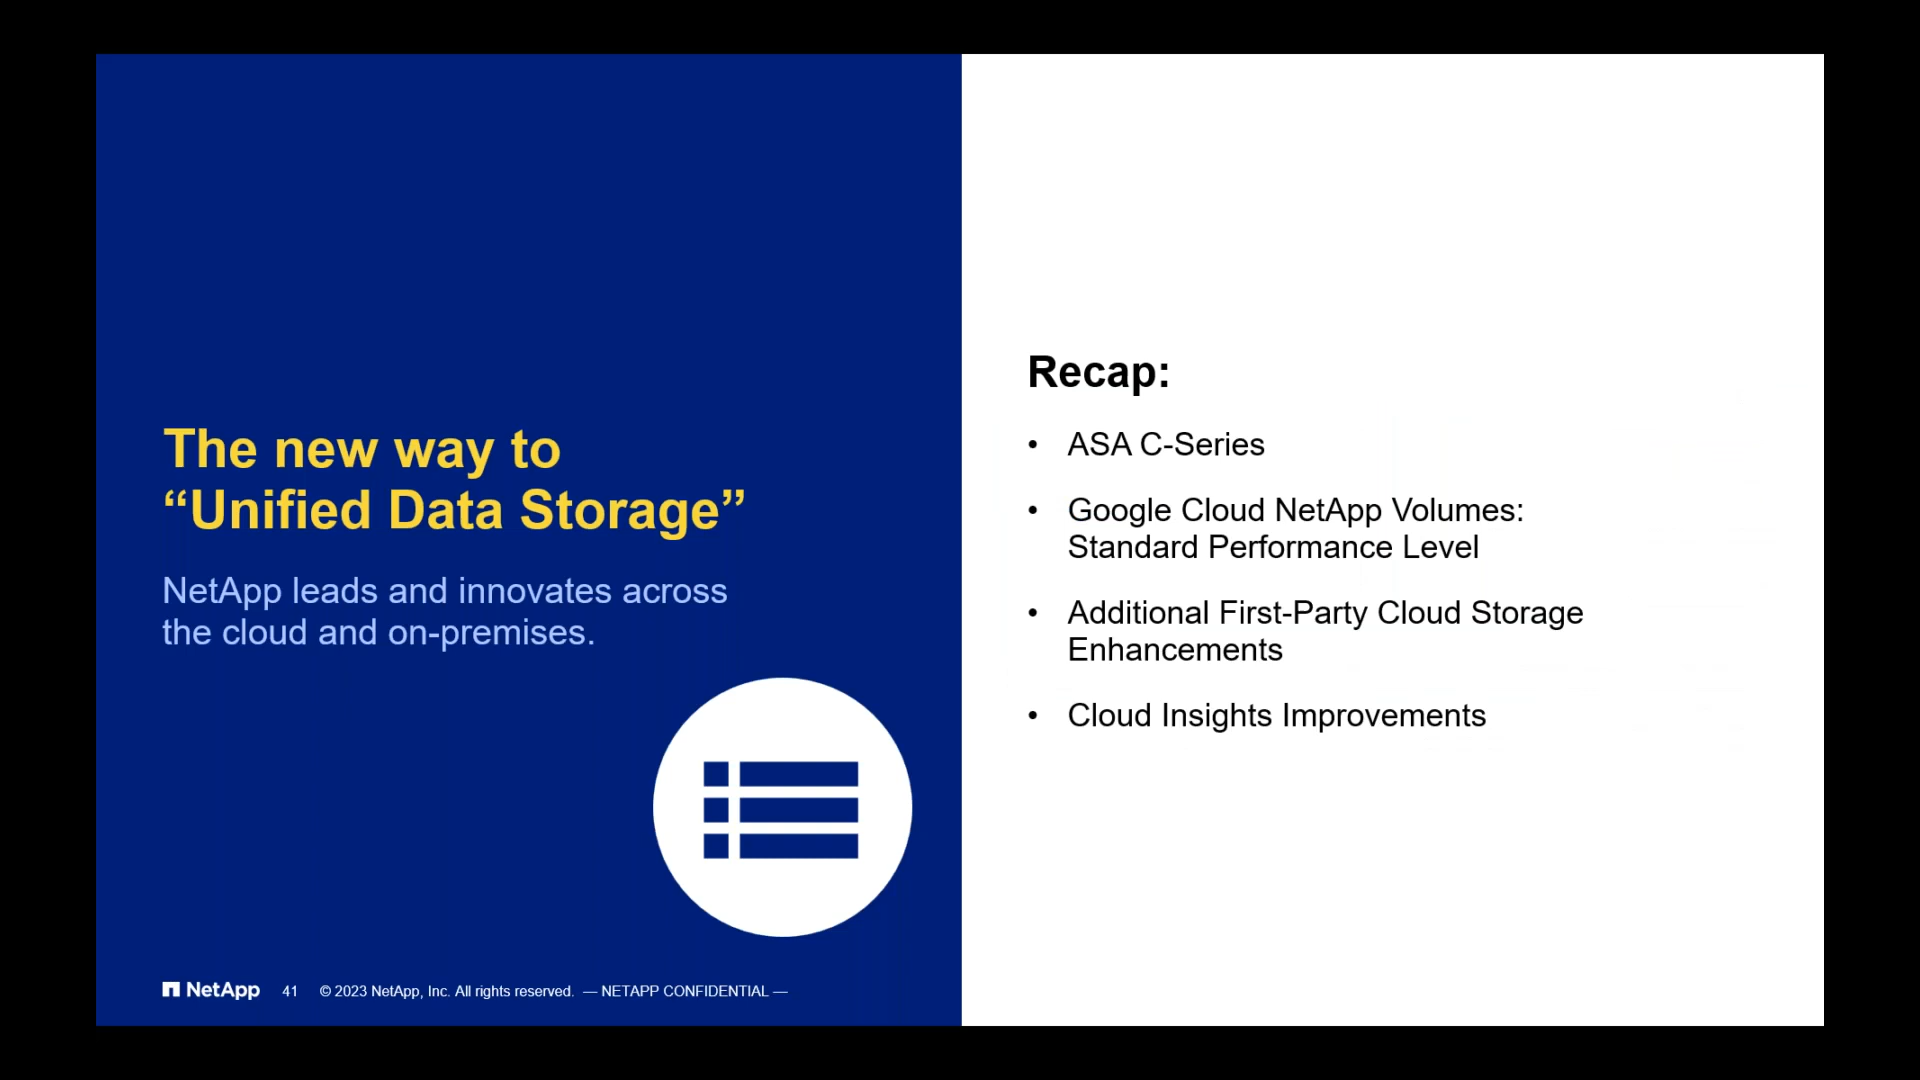 The new way to
“Unified Data Storage”
NetApp leads and innovates across
the cloud and on-premises.
NetApp 41 © 2023 NetApp, Inc. All rights reserved. — NETAPP CONFIDENTIAL —
Recap:
• ASA C-Series
• Google Cloud NetApp Volumes:
Standard Performance Level
• Additional First-Party Cloud Storage
Enhancements
• Cloud Insights Improvements